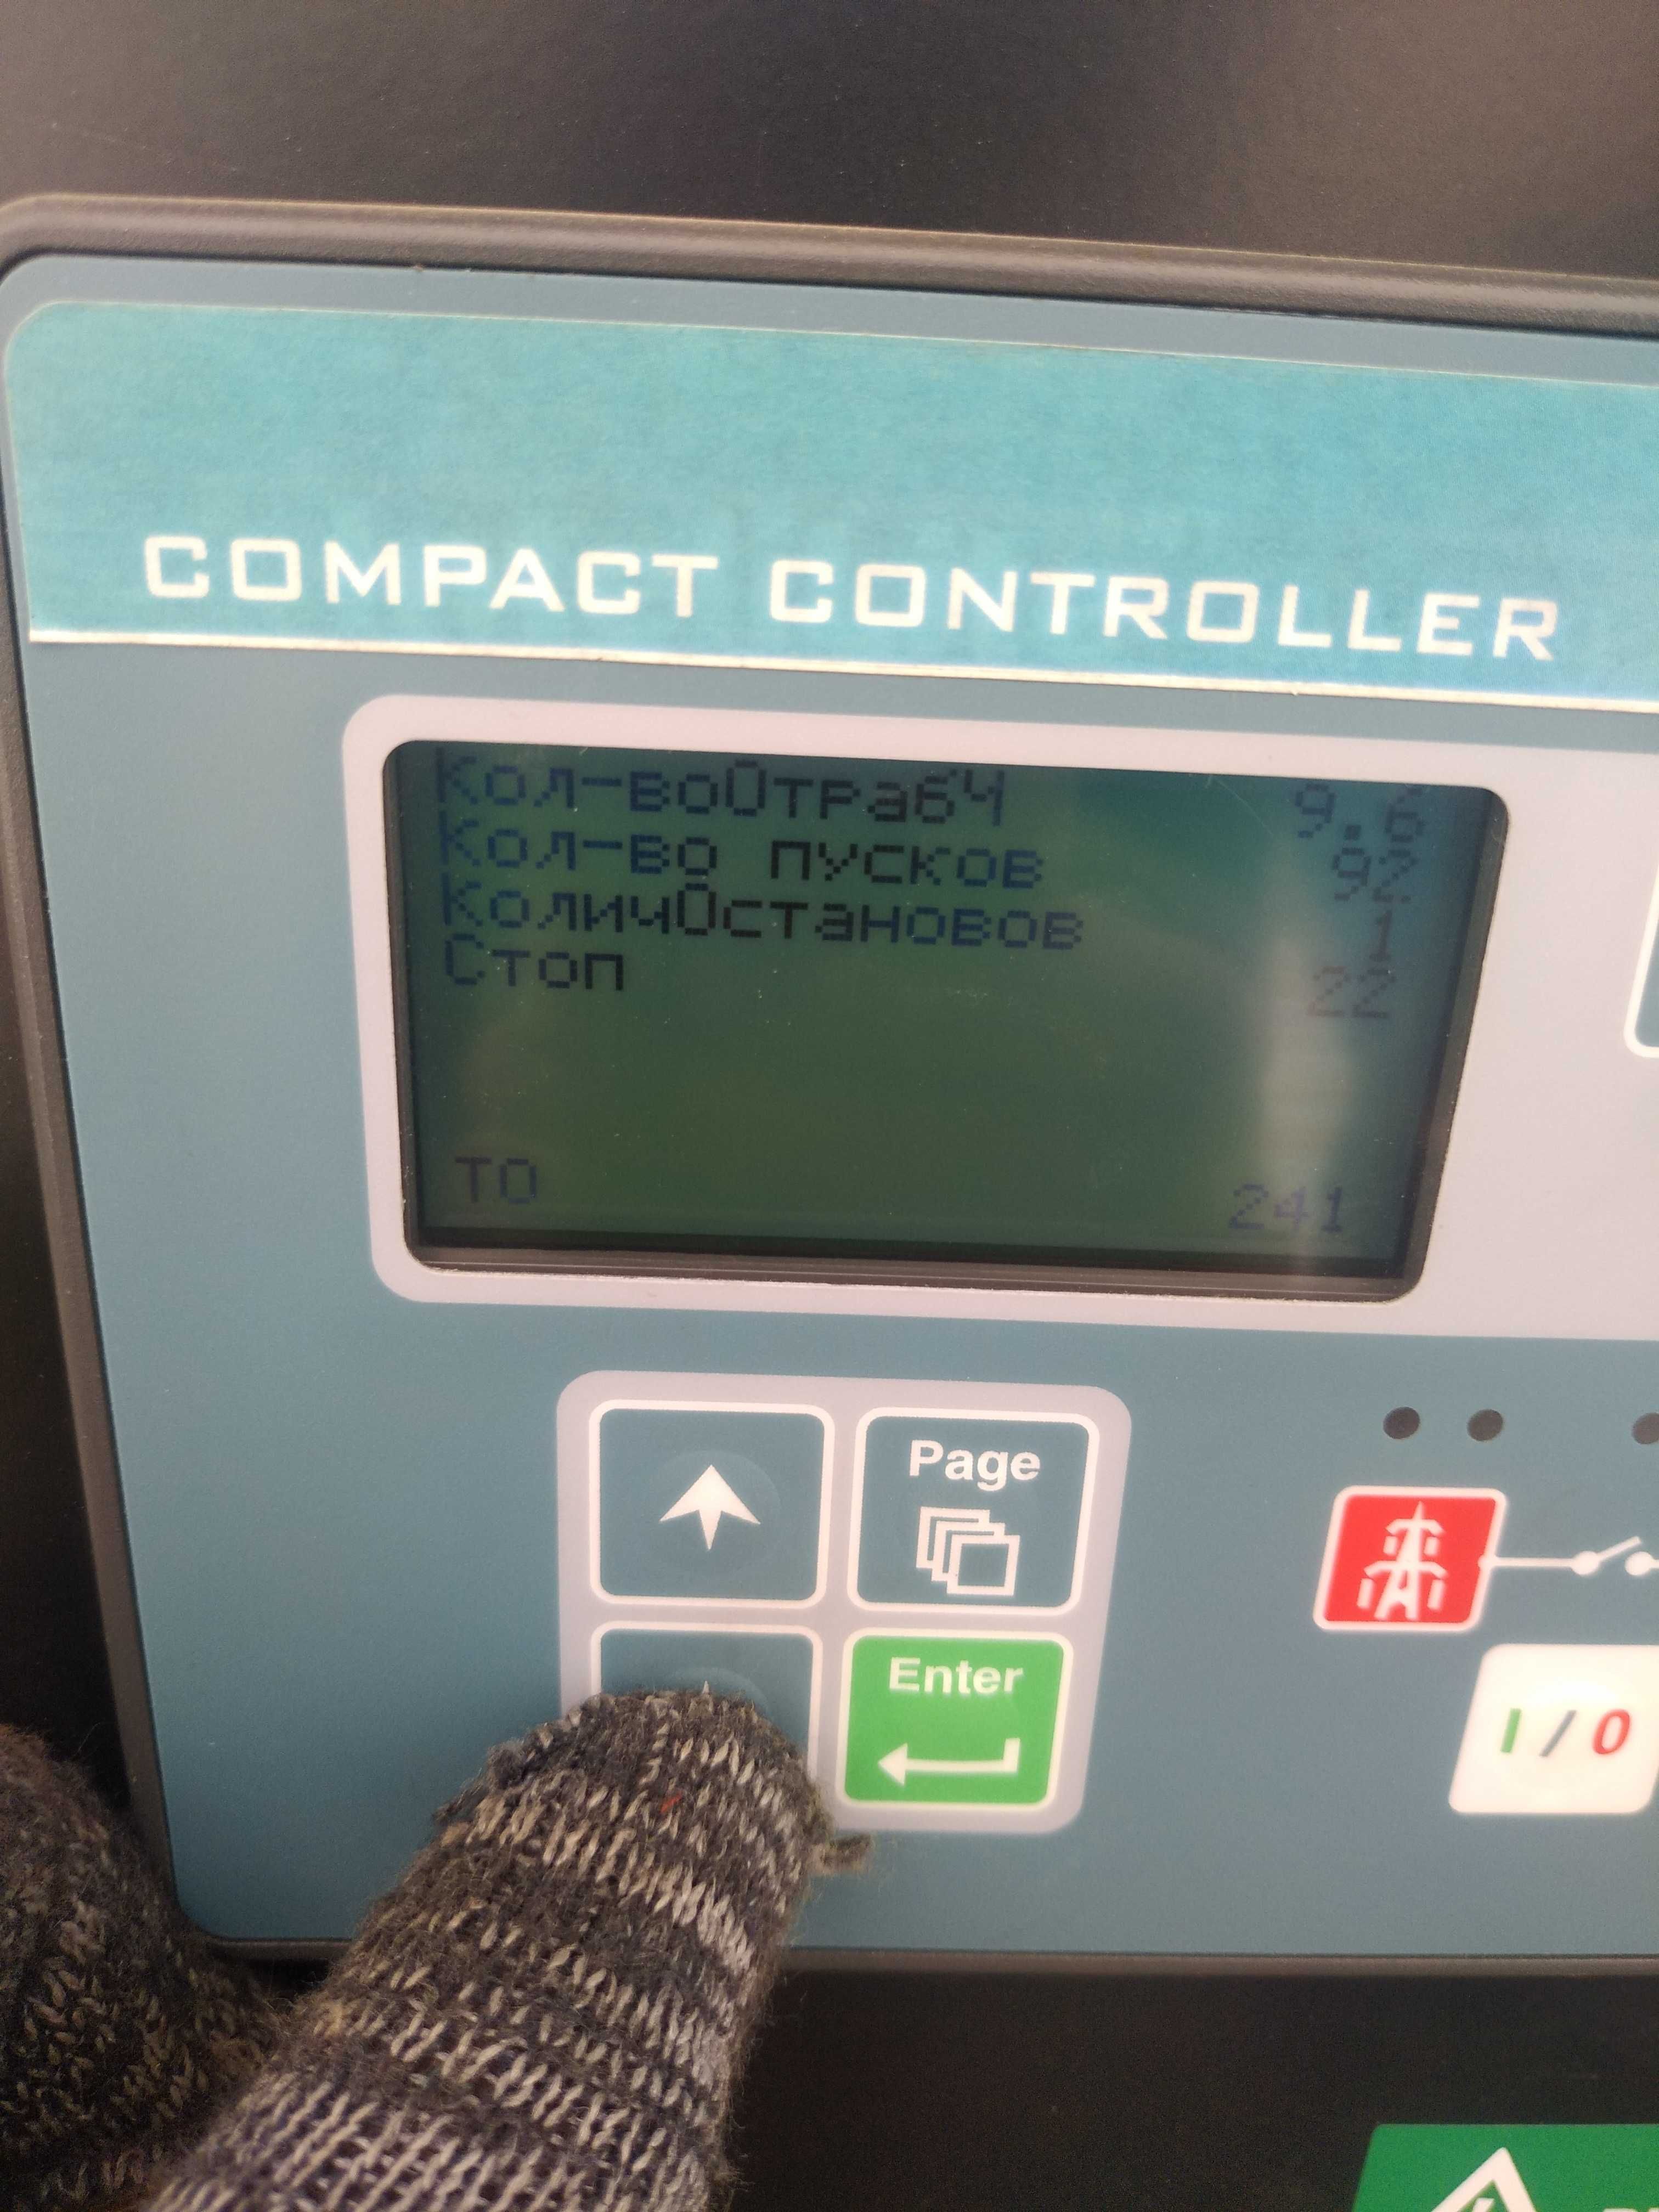 COMPACT CONTROLLER
Кол-воОтрабЧ 9.6
Кол-во пусков 92
КоличОстановов 1
Стоп 22
ТО 241
Page
Enter
I / 0